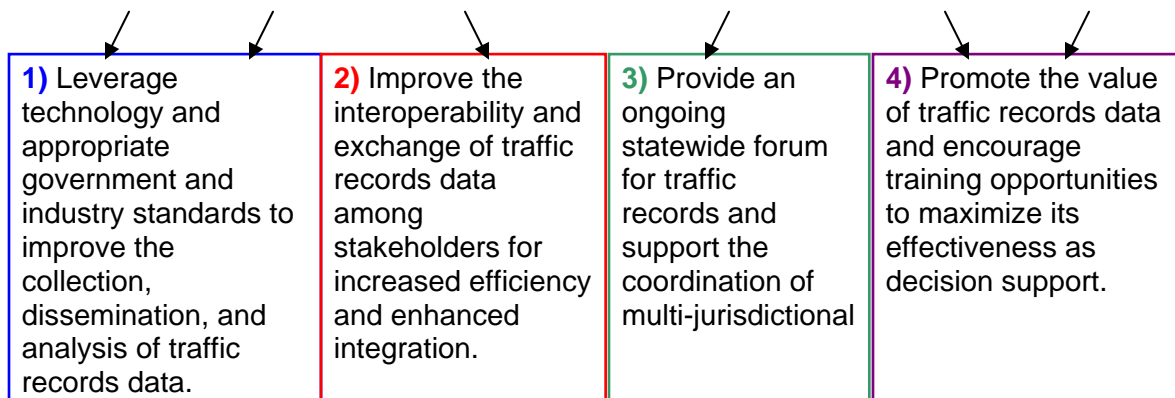 1) Leverage
technology and
appropriate
government and
industry standards to
improve the
collection,
dissemination, and
analysis of traffic
records data.
2) Improve the
interoperability and
exchange of traffic
records data
among
stakeholders for
increased efficiency
and enhanced
integration.
3) Provide an
ongoing
statewide forum
for traffic
records and
support the
coordination of
multi-jurisdictional
4) Promote the value
of traffic records data
and encourage
training opportunities
to maximize its
effectiveness as
decision support.